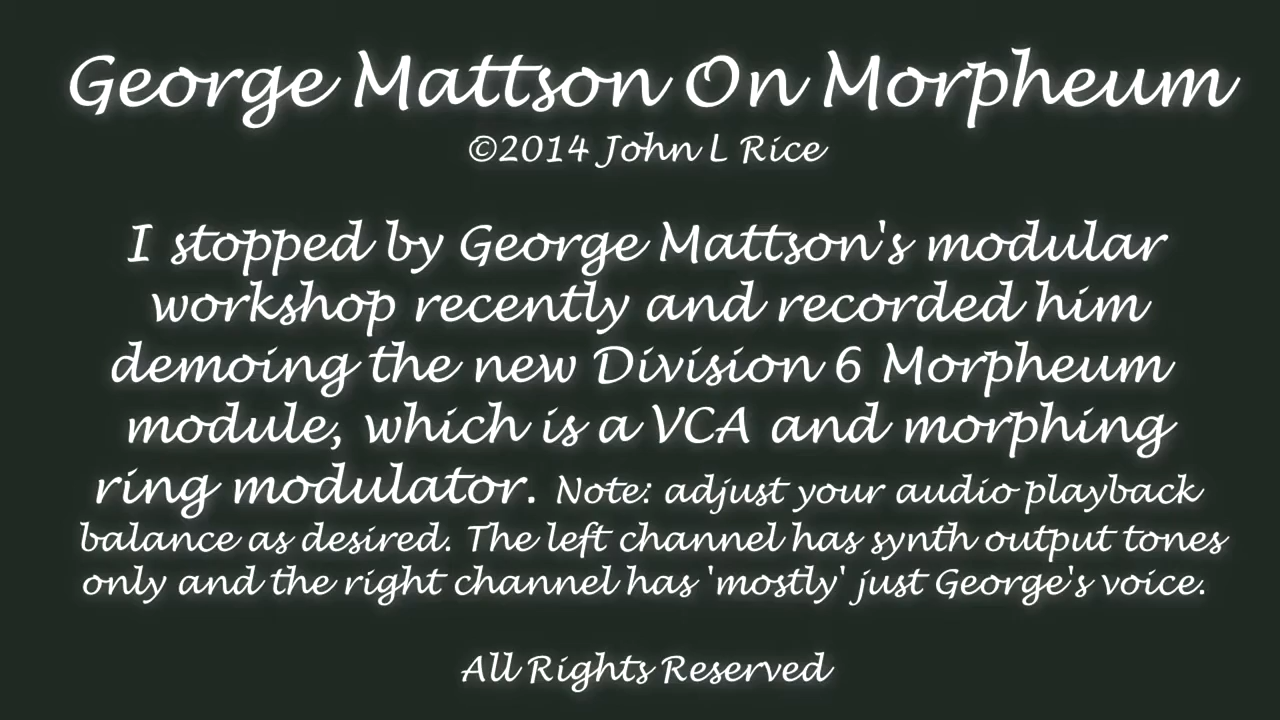 George Mattson On Morpheum
©2014 John L Rice
I stopped by George Mattson's modular
workshop recently and recorded him
demoing the new Division 6 Morpheum
module, which is a VCA and morphing
ring modulator. Note: adjust your audio playback
balance as desired. The left channel has synth output tones
only and the right channel has 'mostly' just George's voice.
All Rights Reserved